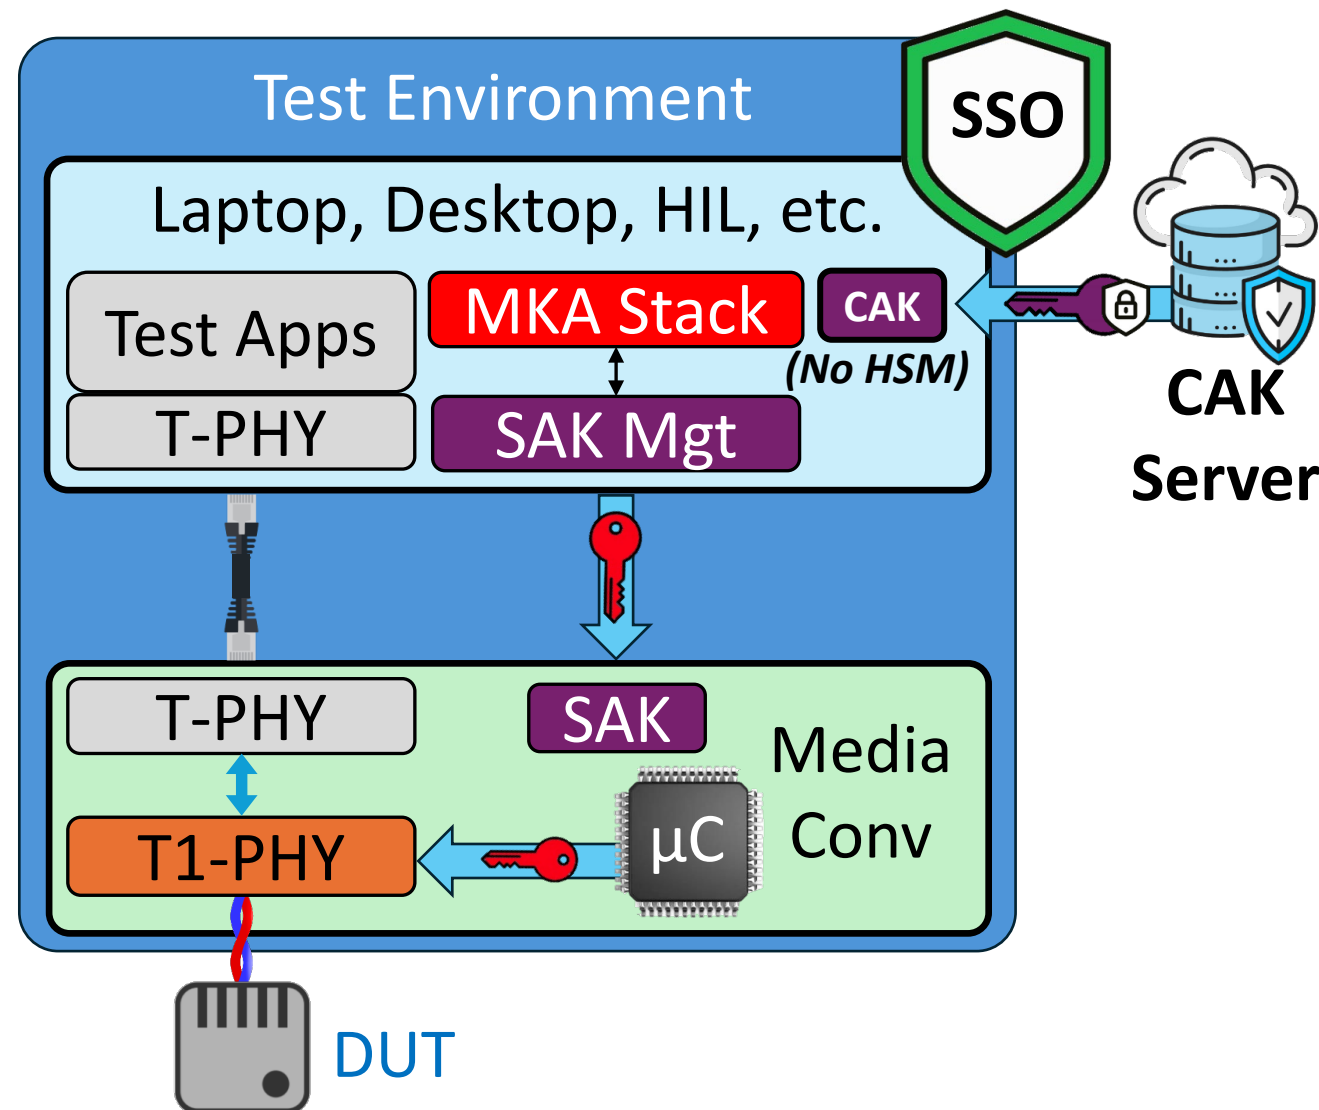 Test Environment
SSO
Laptop, Desktop, HIL, etc.
Test Apps
MKA Stack
CAK
(No HSM)
T-PHY
SAK Mgt
CAK
Server
T-PHY
SAK
Media
Conv
T1-PHY
µC
DUT